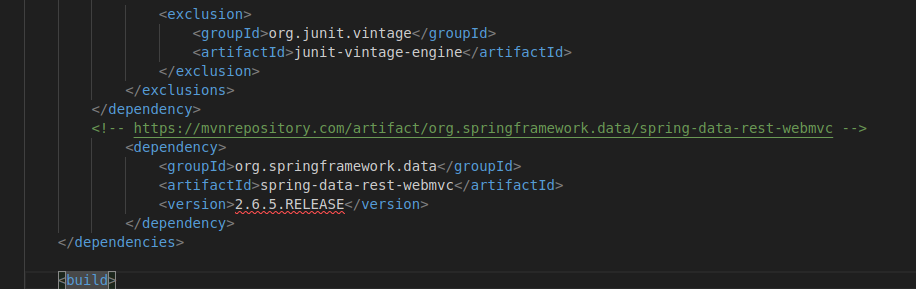 <exclusion>
<groupId>org.junit.vintage</groupId>
<artifactId>junit-vintage-engine</artifactId>
</exclusion>
</exclusions>
</dependency>
<!-- https://mvnrepository.com/artifact/org.springframework.data/spring-data-rest-webmvc -->
<dependency>
<groupId>org.springframework.data</groupId>
<artifactId>spring-data-rest-webmvc</artifactId>
<version>2.6.5.RELEASE</version>
</dependency>
</dependencies>
<build>